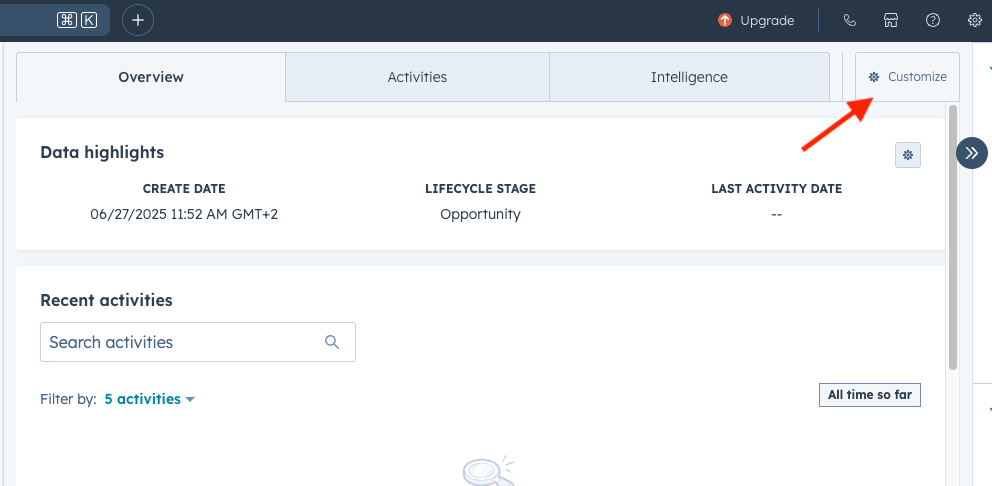 ⌘ K + Upgrade
Overview Activities Intelligence Customize
Data highlights
CREATE DATE LIFECYCLE STAGE LAST ACTIVITY DATE
06/27/2025 11:52 AM GMT+2 Opportunity --
Recent activities
Search activities
Filter by: 5 activities All time so far